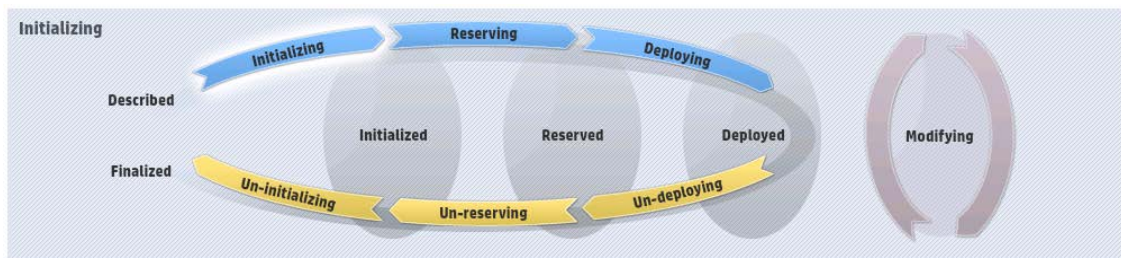 Initializing
Initializing
Reserving
Deploying
Described
Initialized
Reserved
Deployed
Modifying
Finalized
Un-initializing
Un-reserving
Un-deploying